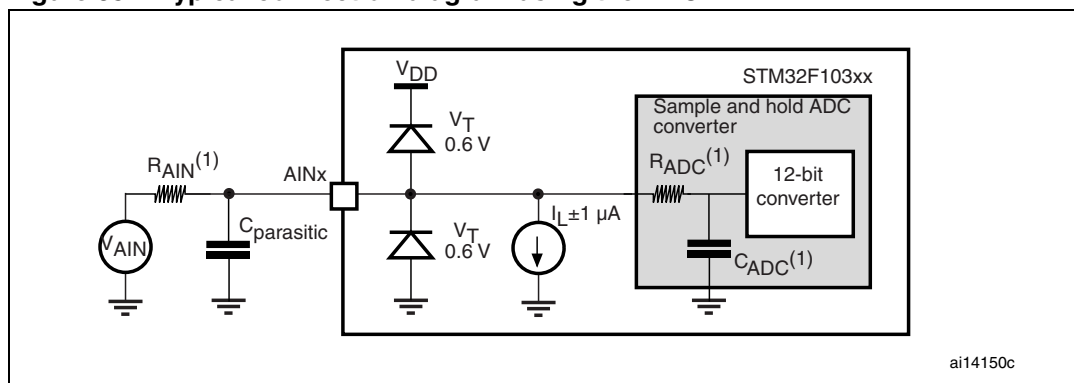 STM32F103xx
VDD
Sample and hold ADC
converter
VT
0.6 V
RAIN(1)
AINx
RADC(1)
12-bit
converter
IL±1 µA
Cparasitic
VAIN
VT
0.6 V
CADC(1)
ai14150c